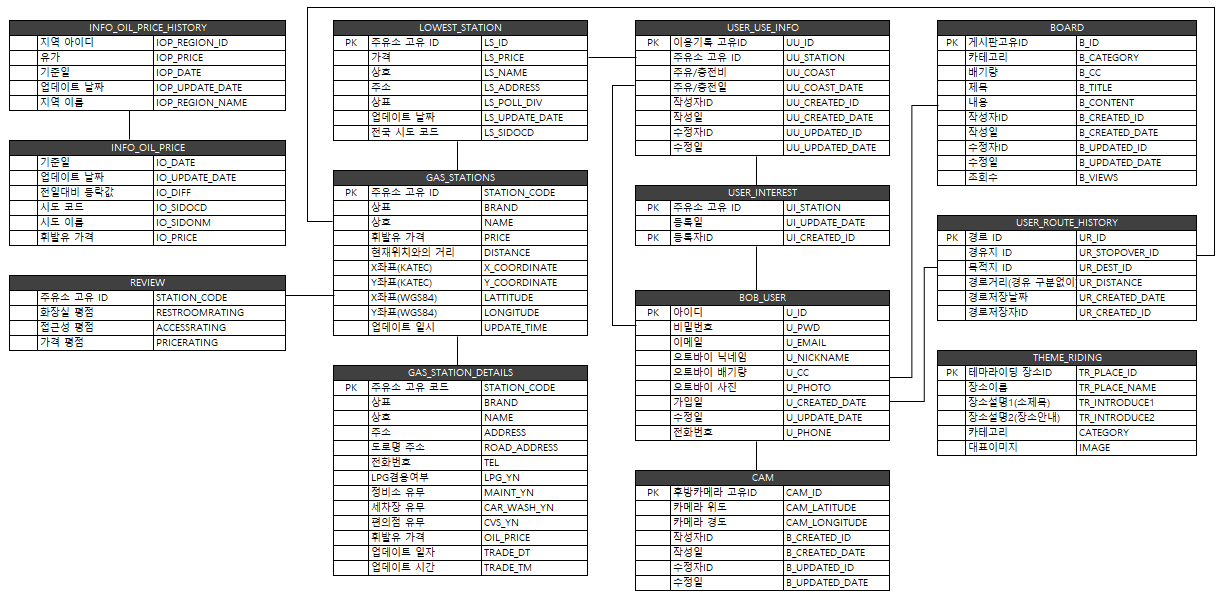 INFO_OIL_PRICE_HISTORY
지역 아이디 IOP_REGION_ID
유가 IOP_PRICE
기준일 IOP_DATE
업데이트 날짜 IOP_UPDATE_DATE
지역 이름 IOP_REGION_NAME
INFO_OIL_PRICE
기준일 IO_DATE
업데이트 날짜 IO_UPDATE_DATE
전일대비 등락값 IO_DIFF
시도 코드 IO_SIDOCD
시도 이름 IO_SIDONM
휘발유 가격 IO_PRICE
REVIEW
주유소 고유 ID STATION_CODE
화장실 평점 RESTROOMRATING
접근성 평점 ACCESSRATING
가격 평점 PRICERATING
LOWEST_STATION
PK 주유소 고유 ID LS_ID
가격 LS_PRICE
상호 LS_NAME
주소 LS_ADDRESS
상표 LS_POLL_DIV
업데이트 날짜 LS_UPDATE_DATE
전국 시도 코드 LS_SIDOCD
GAS_STATIONS
PK 주유소 고유 ID STATION_CODE
상표 BRAND
상호 NAME
휘발유 가격 PRICE
현재위치와의 거리 DISTANCE
X좌표(KATEC) X_COORDINATE
Y좌표(KATEC) Y_COORDINATE
X좌표(WGS84) LATTITUDE
Y좌표(WGS84) LONGITUDE
업데이트 일시 UPDATE_TIME
GAS_STATION_DETAILS
PK 주유소 고유 코드 STATION_CODE
상표 BRAND
상호 NAME
주소 ADDRESS
도로명 주소 ROAD_ADDRESS
전화번호 TEL
LPG겸용여부 LPG_YN
정비소 유무 MAINT_YN
세차장 유무 CAR_WASH_YN
편의점 유무 CVS_YN
휘발유 가격 OIL_PRICE
업데이트 일자 TRADE_DT
업데이트 시간 TRADE_TM
USER_USE_INFO
PK 이용기록 고유ID UU_ID
주유소 고유 ID UU_STATION
주유/충전비 UU_COAST
주유/충전일 UU_COAST_DATE
작성자ID UU_CREATED_ID
작성일 UU_CREATED_DATE
수정자ID UU_UPDATED_ID
수정일 UU_UPDATED_DATE
USER_INTEREST
PK 주유소 고유 ID UI_STATION
등록일 UI_UPDATE_DATE
PK 등록자ID UI_CREATED_ID
BOB_USER
PK 아이디 U_ID
비밀번호 U_PWD
이메일 U_EMAIL
오토바이 닉네임 U_NICKNAME
오토바이 배기량 U_CC
오토바이 사진 U_PHOTO
가입일 U_CREATED_DATE
수정일 U_UPDATE_DATE
전화번호 U_PHONE
CAM
PK 후방카메라 고유ID CAM_ID
카메라 위도 CAM_LATITUDE
카메라 경도 CAM_LONGITUDE
작성자ID B_CREATED_ID
작성일 B_CREATED_DATE
수정자ID B_UPDATED_ID
수정일 B_UPDATED_DATE
BOARD
PK 게시판고유ID B_ID
카테고리 B_CATEGORY
배기량 B_CC
제목 B_TITLE
내용 B_CONTENT
작성자ID B_CREATED_ID
작성일 B_CREATED_DATE
수정자ID B_UPDATED_ID
수정일 B_UPDATED_DATE
조회수 B_VIEWS
USER_ROUTE_HISTORY
PK 경로 ID UR_ID
경유지 ID UR_STOPOVER_ID
목적지 ID UR_DEST_ID
경로거리(경유 구분없이 UR_DISTANCE
경로저장날짜 UR_CREATED_DATE
경로저장자ID UR_CREATED_ID
THEME_RIDING
PK 테마라이딩 장소ID TR_PLACE_ID
장소이름 TR_PLACE_NAME
장소설명1(소제목) TR_INTRODUCE1
장소설명2(장소안내) TR_INTRODUCE2
카테고리 CATEGORY
대표이미지 IMAGE